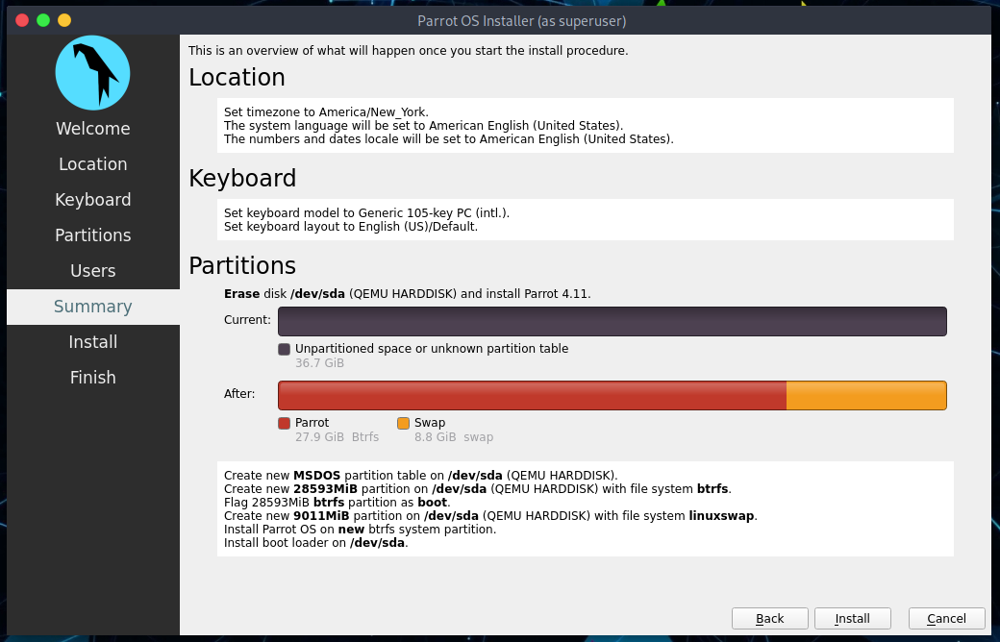 Parrot OS Installer (as superuser)
Welcome
Location
Keyboard
Partitions
Users
Summary
Install
Finish
This is an overview of what will happen once you start the install procedure.
Location
Set timezone to America/New_York.
The system language will be set to American English (United States).
The numbers and dates locale will be set to American English (United States).
Keyboard
Set keyboard model to Generic 105-key PC (intl.).
Set keyboard layout to English (US)/Default.
Partitions
Erase disk /dev/sda (QEMU HARDDISK) and install Parrot 4.11.
Current:
Unpartitioned space or unknown partition table
36.7 GiB
After:
Parrot
27.9 GiB Btrfs
Swap
8.8 GiB swap
Create new MSDOS partition table on /dev/sda (QEMU HARDDISK).
Create new 28593MiB partition on /dev/sda (QEMU HARDDISK) with file system btrfs.
Flag 28593MiB btrfs partition as boot.
Create new 9011MiB partition on /dev/sda (QEMU HARDDISK) with file system linuxswap.
Install Parrot OS on new btrfs system partition.
Install boot loader on /dev/sda.
Back
Install
Cancel